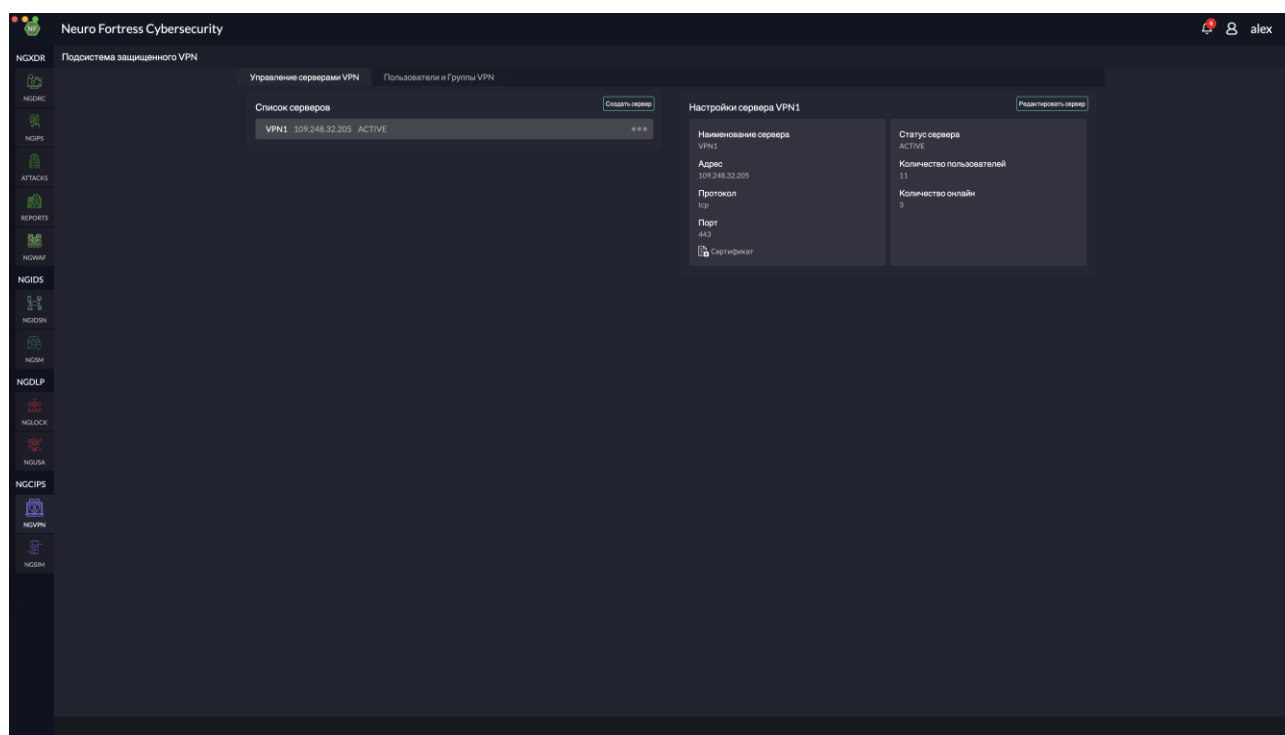 NF
Neuro Fortress Cybersecurity
alex
NGXDR
Подсистема защищенного VPN
NGDRC
NGIPS
ATTACKS
REPORTS
NGWAF
NGIDS
NGIDSN
NGSM
NGDLP
NGLOCK
NGUSA
NGCIPS
NGVPN
NGSIM
Управление серверами VPN
Пользователи и Группы VPN
Список серверов
Создать сервер
VPN1 109.248.32.205 ACTIVE
Настройки сервера VPN1
Редактировать сервер
Наименование сервера
VPN1
Адрес
109.248.32.205
Протокол
tcp
Порт
443
Сертификат
Статус сервера
ACTIVE
Количество пользователей
11
Количество онлайн
3